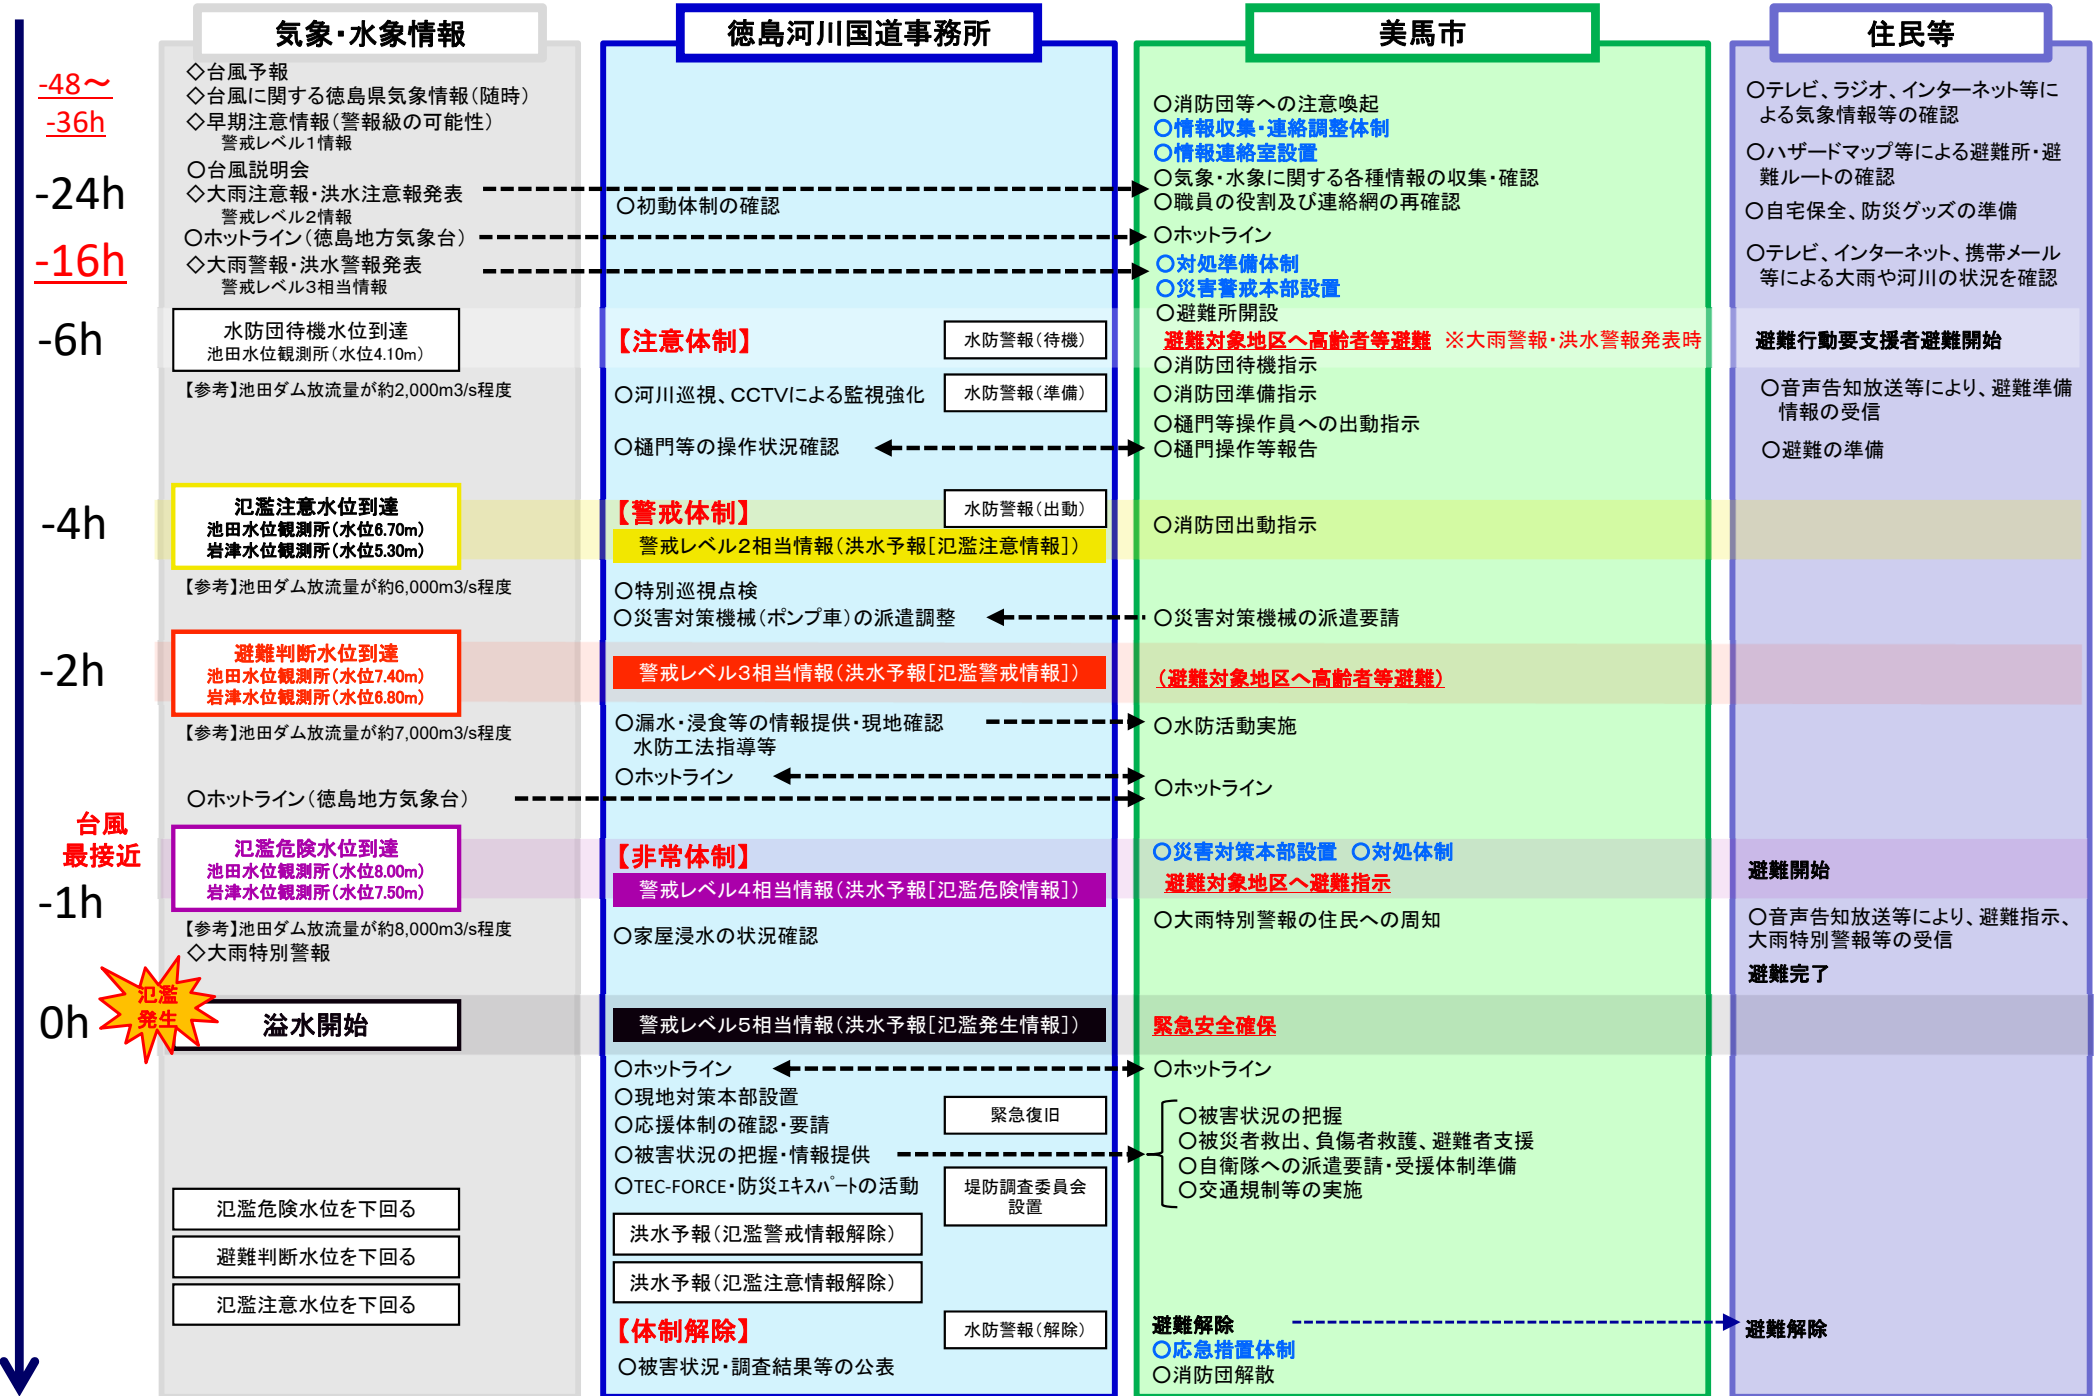 気象・水象情報
徳島河川国道事務所
美馬市
住民等
-48～
-36h
-24h
-16h
-6h
-4h
-2h
台風
最接近
-1h
0h
氾濫
発生
◇台風予報
◇台風に関する徳島県気象情報(随時)
◇早期注意情報(警報級の可能性)
警戒レベル1情報
〇台風説明会
◇大雨注意報・洪水注意報発表
警戒レベル2情報
〇ホットライン(徳島地方気象台)
◇大雨警報・洪水警報発表
警戒レベル3相当情報
水防団待機水位到達
池田水位観測所(水位4.10m)
【参考】池田ダム放流量が約2,000m3/s程度
氾濫注意水位到達
池田水位観測所(水位6.70m)
岩津水位観測所(水位5.30m)
【参考】池田ダム放流量が約6,000m3/s程度
避難判断水位到達
池田水位観測所(水位7.40m)
岩津水位観測所(水位6.80m)
【参考】池田ダム放流量が約7,000m3/s程度
〇ホットライン(徳島地方気象台)
氾濫危険水位到達
池田水位観測所(水位8.00m)
岩津水位観測所(水位7.50m)
【参考】池田ダム放流量が約8,000m3/s程度
◇大雨特別警報
溢水開始
氾濫危険水位を下回る
避難判断水位を下回る
氾濫注意水位を下回る
〇初動体制の確認
【注意体制】
水防警報(待機)
〇河川巡視、CCTVによる監視強化
水防警報(準備)
〇樋門等の操作状況確認
【警戒体制】
水防警報(出動)
警戒レベル2相当情報(洪水予報[氾濫注意情報])
〇特別巡視点検
〇災害対策機械(ポンプ車)の派遣調整
警戒レベル3相当情報(洪水予報[氾濫警戒情報])
〇漏水・浸食等の情報提供・現地確認
水防工法指導等
〇ホットライン
【非常体制】
警戒レベル4相当情報(洪水予報[氾濫危険情報])
〇家屋浸水の状況確認
警戒レベル5相当情報(洪水予報[氾濫発生情報])
〇ホットライン
〇現地対策本部設置
〇応援体制の確認・要請
緊急復旧
〇被害状況の把握・情報提供
〇TEC-FORCE・防災ｴｷｽﾊﾟｰﾄの活動
堤防調査委員会
設置
洪水予報(氾濫警戒情報解除)
洪水予報(氾濫注意情報解除)
【体制解除】
水防警報(解除)
〇被害状況・調査結果等の公表
〇消防団等への注意喚起
〇情報収集・連絡調整体制
〇情報連絡室設置
〇気象・水象に関する各種情報の収集・確認
〇職員の役割及び連絡網の再確認
〇ホットライン
〇対処準備体制
〇災害警戒本部設置
〇避難所開設
避難対象地区へ高齢者等避難 ※大雨警報・洪水警報発表時
〇消防団待機指示
〇消防団準備指示
〇樋門等操作員への出動指示
〇樋門操作等報告
〇消防団出動指示
〇災害対策機械の派遣要請
(避難対象地区へ高齢者等避難)
〇水防活動実施
〇ホットライン
〇災害対策本部設置 〇対処体制
避難対象地区へ避難指示
〇大雨特別警報の住民への周知
緊急安全確保
〇ホットライン
〇被害状況の把握
〇被災者救出、負傷者救護、避難者支援
〇自衛隊への派遣要請・受援体制準備
〇交通規制等の実施
避難解除
〇応急措置体制
〇消防団解散
〇テレビ、ラジオ、インターネット等に
よる気象情報等の確認
〇ハザードマップ等による避難所・避
難ルートの確認
〇自宅保全、防災グッズの準備
〇テレビ、インターネット、携帯メール
等による大雨や河川の状況を確認
避難行動要支援者避難開始
〇音声告知放送等により、避難準備
情報の受信
〇避難の準備
避難開始
〇音声告知放送等により、避難指示、
大雨特別警報等の受信
避難完了
避難解除